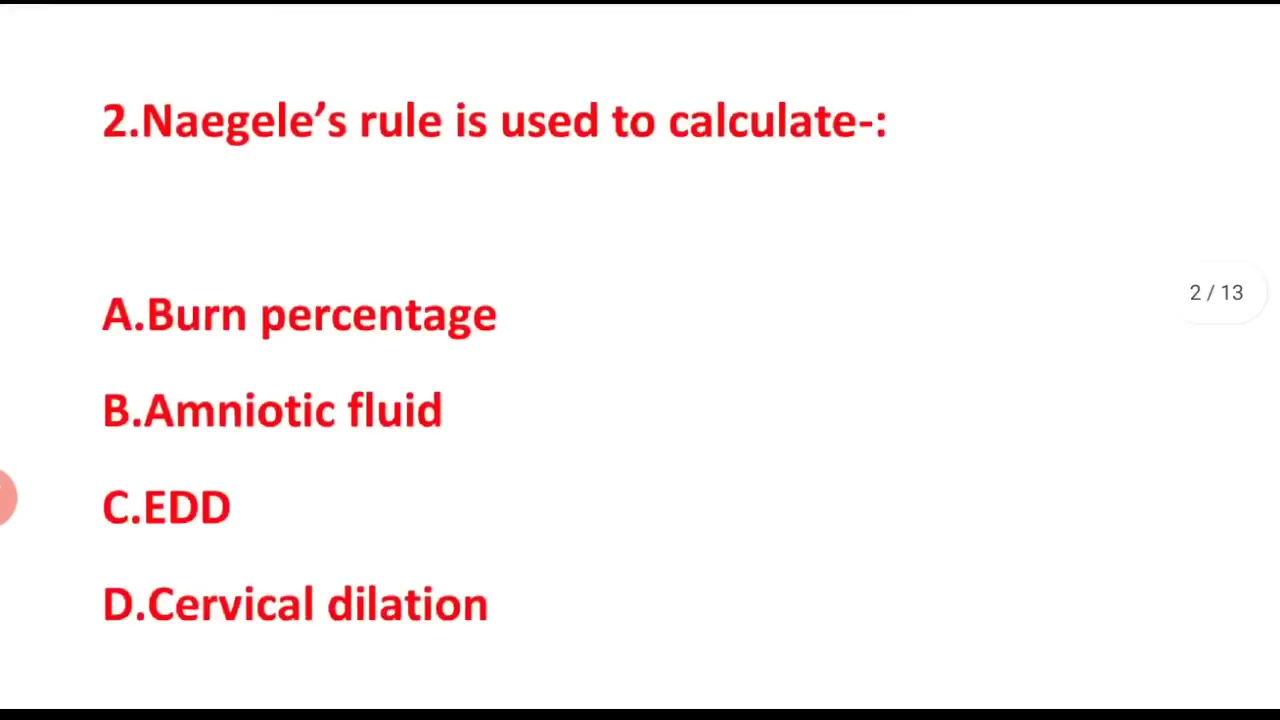 2.Naegele’s rule is used to calculate-:
A.Burn percentage
2 / 13
B.Amniotic fluid
C.EDD
D.Cervical dilation